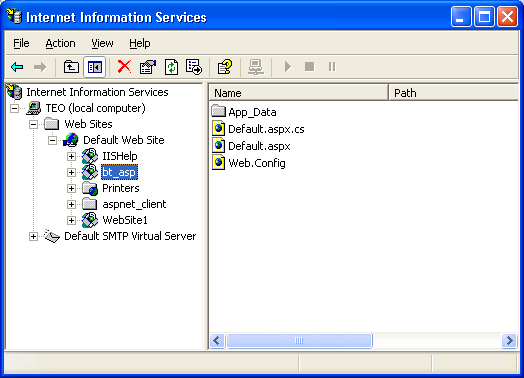 Internet Information Services
File Action View Help
Internet Information Services
TEO (local computer)
Web Sites
Default Web Site
IISHelp
bt_asp
Printers
aspnet_client
WebSite1
Default SMTP Virtual Server
Name Path
App_Data
Default.aspx.cs
Default.aspx
Web.Config